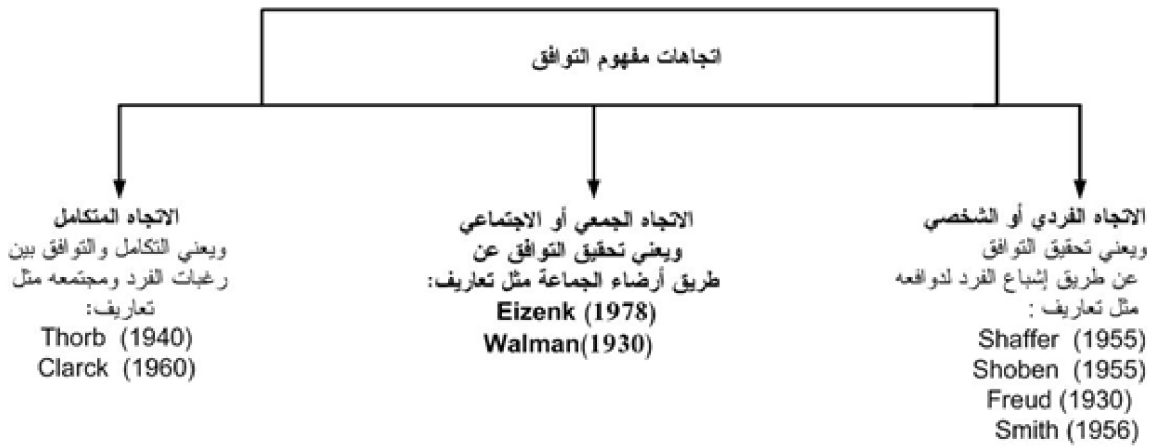 اتجاهات مفهوم التوافق
الاتجاه الفردي أو الشخصي
ويعني تحقيق التوافق
عن طريق إشباع الفرد لدوافعه
مثل تعاريف :
Shaffer (1955)
Shoben (1955)
Freud (1930)
Smith (1956)
الاتجاه الجمعي أو الاجتماعي
ويعني تحقيق التوافق عن
طريق أرضاء الجماعة مثل تعاريف:
Eizenk (1978)
Walman(1930)
الاتجاه المتكامل
ويعني التكامل والتوافق بين
رغبات الفرد ومجتمعه مثل
تعاريف:
Thorb (1940)
Clarck (1960)